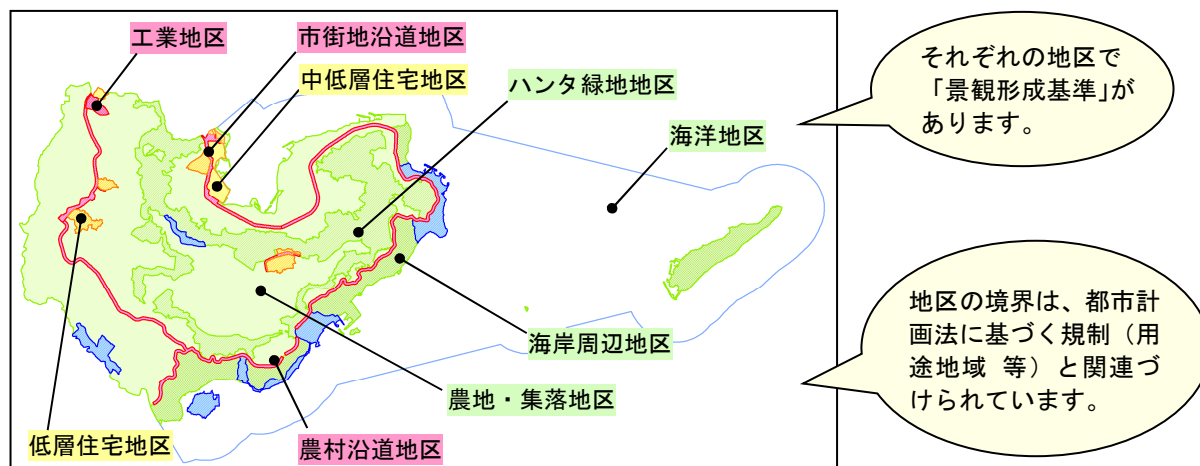 工業地区
市街地沿道地区
中低層住宅地区
ハンタ緑地地区
海洋地区
海岸周辺地区
農地・集落地区
農村沿道地区
低層住宅地区
それぞれの地区で
「景観形成基準」が
あります。
地区の境界は、都市計
画法に基づく規制（用
途地域 等）と関連づ
けられています。